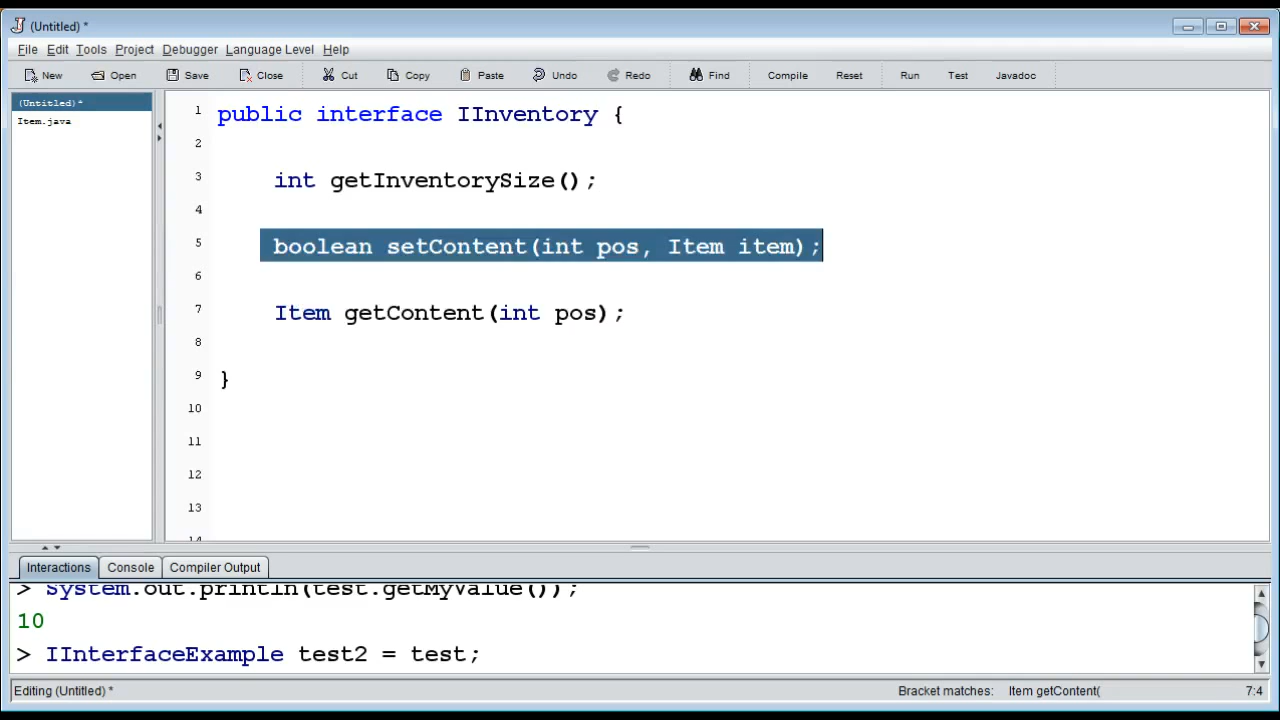 (Untitled) *
File Edit Tools Project Debugger Language Level Help
New Open Save Close Cut Copy Paste Undo Redo Find Compile Reset Run Test Javadoc
(Untitled)*
Item.java
1 public interface IInventory {
2
3 int getInventorySize();
4
5 boolean setContent(int pos, Item item);
6
7 Item getContent(int pos);
8
9 }
10
11
12
13
14
Interactions Console Compiler Output
> System.out.println(test.getMyValue());
10
> IInterfaceExample test2 = test;
Editing (Untitled) * Bracket matches: Item getContent( 7:4